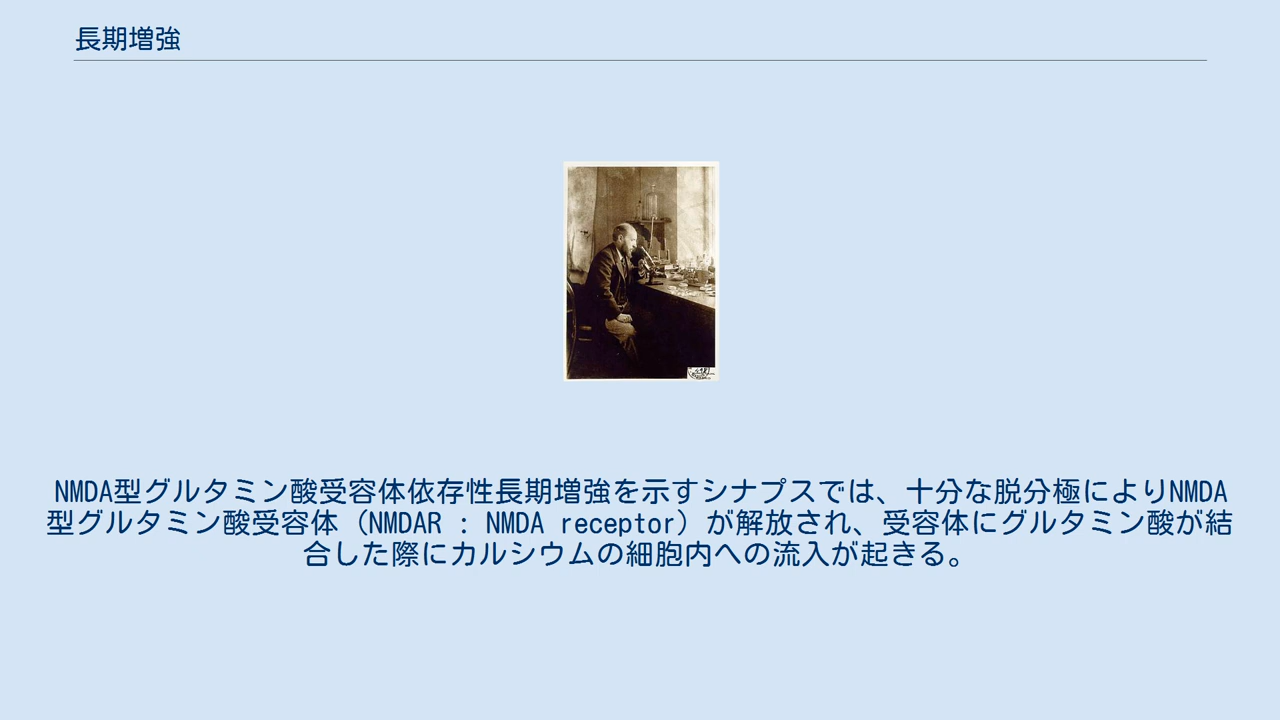 長期増強
NMDA型グルタミン酸受容体依存性長期増強を示すシナプスでは、十分な脱分極によりNMDA
型グルタミン酸受容体（NMDAR : NMDA receptor）が解放され、受容体にグルタミン酸が結
合した際にカルシウムの細胞内への流入が起きる。